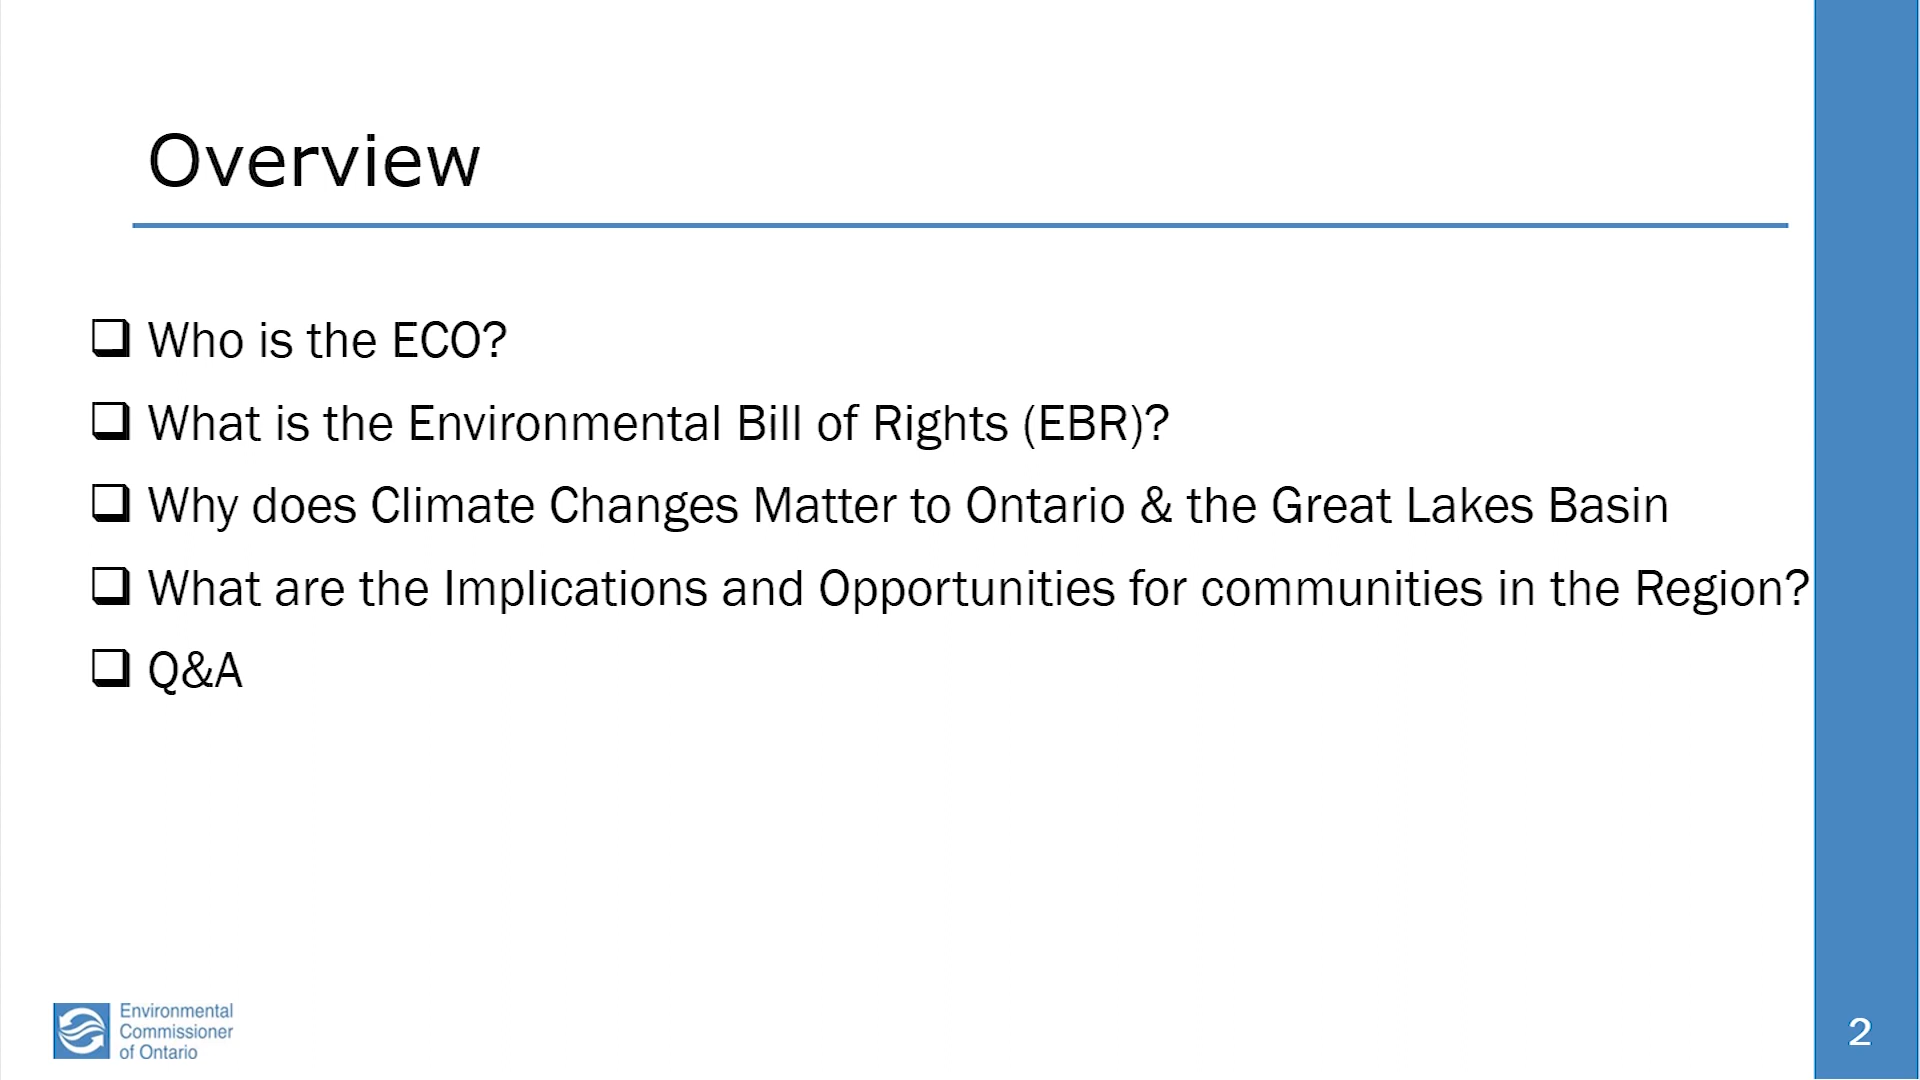 Overview
Who is the ECO?
What is the Environmental Bill of Rights (EBR)?
Why does Climate Changes Matter to Ontario & the Great Lakes Basin
What are the Implications and Opportunities for communities in the Region?
Q&A
Environmental
Commissioner
of Ontario
2